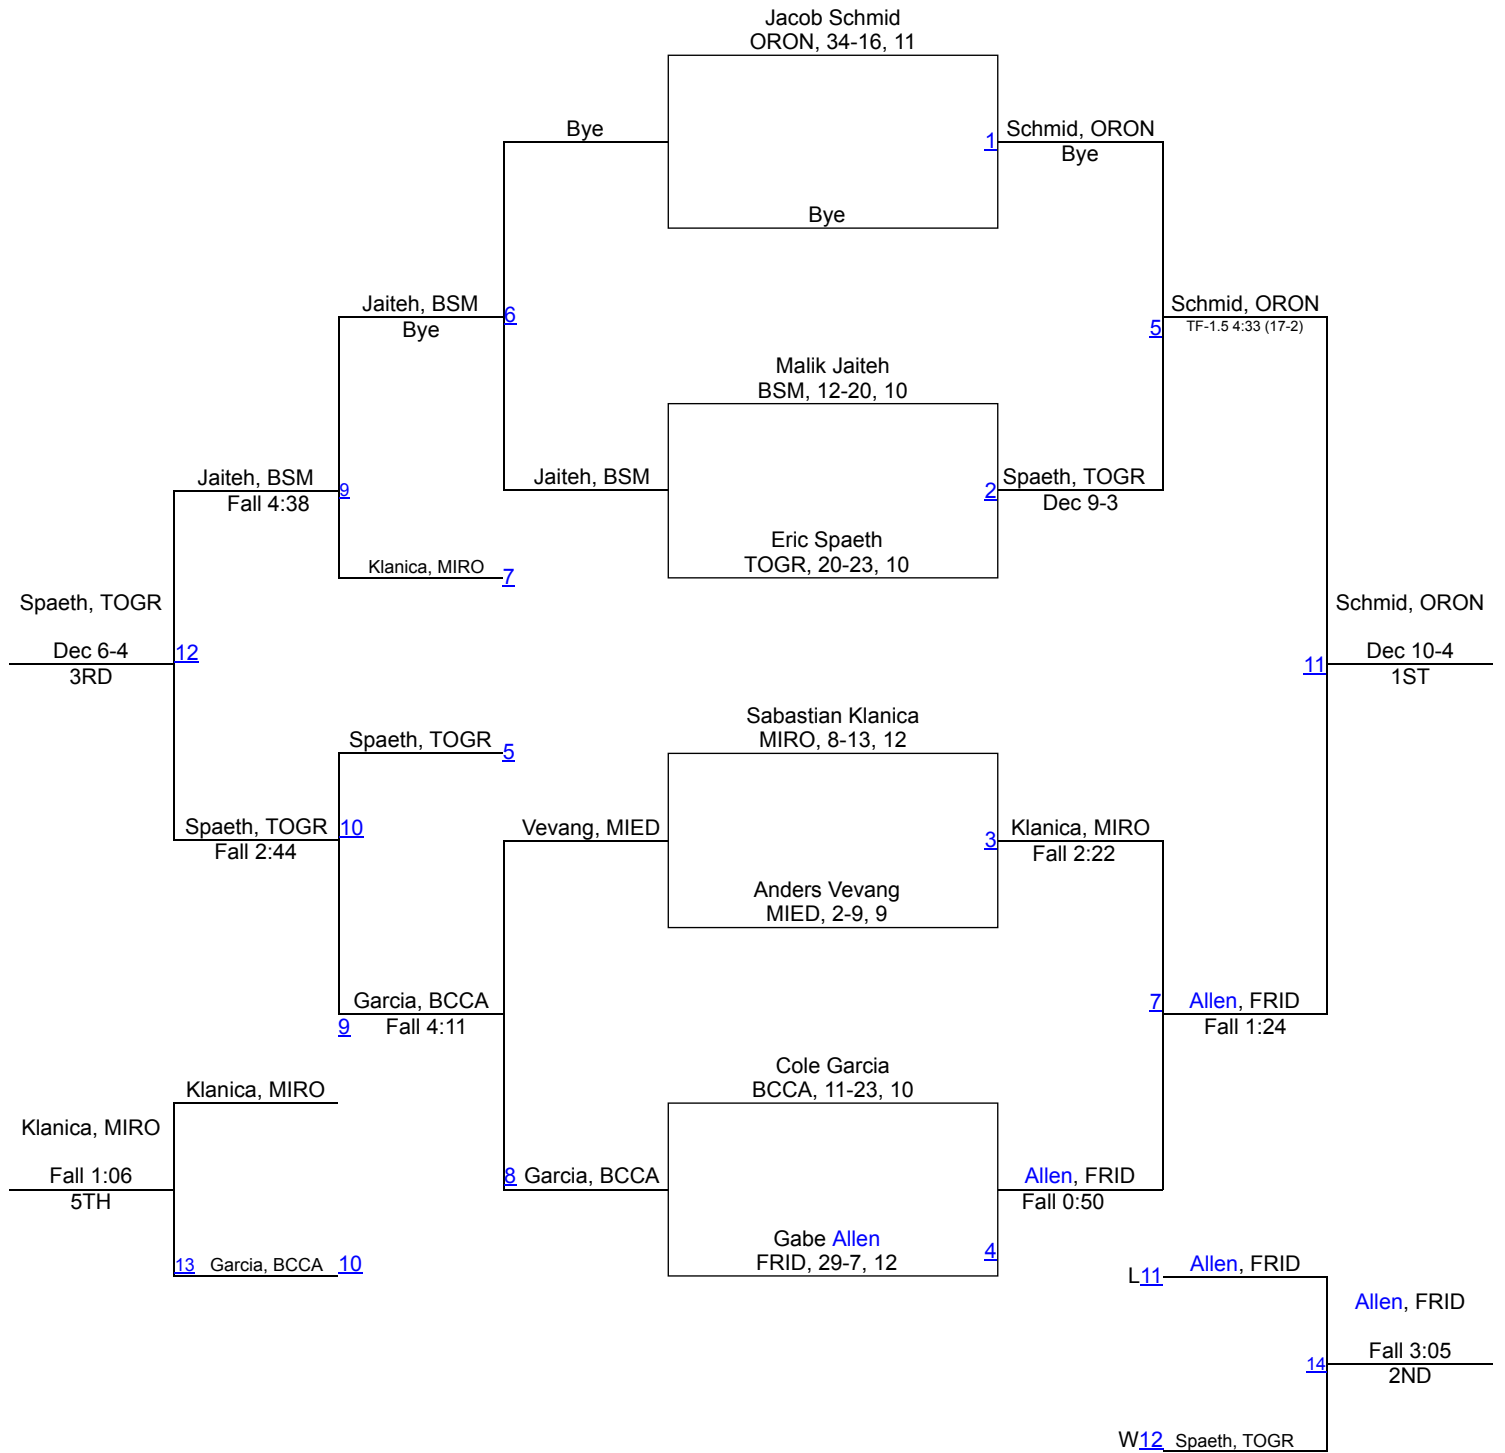 Jacob Schmid
ORON, 34-16, 11
Bye
1
Schmid, ORON
Bye
Bye
Jaiteh, BSM
Bye
6
Schmid, ORON
TF-1.5 4:33 (17-2)
5
Malik Jaiteh
BSM, 12-20, 10
Jaiteh, BSM
Fall 4:38
9
Jaiteh, BSM
2
Spaeth, TOGR
Dec 9-3
Eric Spaeth
TOGR, 20-23, 10
Klanica, MIRO
7
Spaeth, TOGR
Dec 6-4
3RD
12
Schmid, ORON
Dec 10-4
1ST
11
Sabastian Klanica
MIRO, 8-13, 12
Spaeth, TOGR
5
Spaeth, TOGR
Fall 2:44
10
Vevang, MIED
3
Klanica, MIRO
Fall 2:22
Anders Vevang
MIED, 2-9, 9
Garcia, BCCA
Fall 4:11
9
7
Allen, FRID
Fall 1:24
Cole Garcia
BCCA, 11-23, 10
Klanica, MIRO
Klanica, MIRO
Fall 1:06
5TH
8
Garcia, BCCA
Allen, FRID
Fall 0:50
Gabe Allen
FRID, 29-7, 12
4
13
Garcia, BCCA
10
L11
Allen, FRID
Allen, FRID
Fall 3:05
2ND
14
W12
Spaeth, TOGR